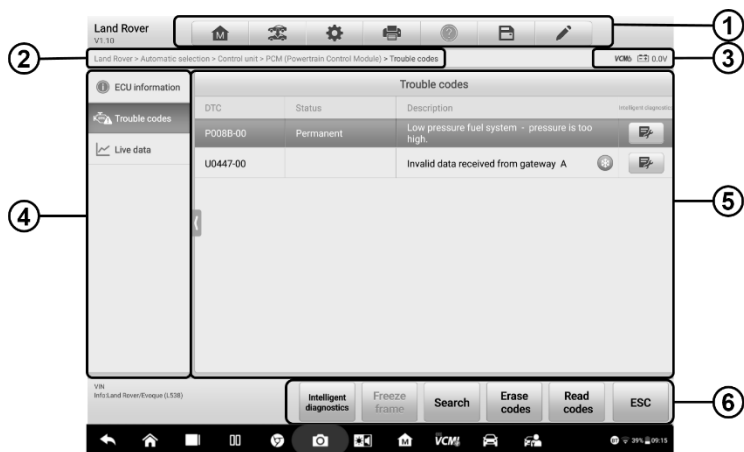 Land Rover
V1.10
M
?
1
2
Land Rover > Automatic selection > Control unit > PCM (Powertrain Control Module) > Trouble codes
VCMI 0.0V
3
ECU information
Trouble codes
Live data
4
Trouble codes
DTC Status Description Intelligent diagnostics
P008B-00 Permanent Low pressure fuel system - pressure is too
high.
U0447-00 Invalid data received from gateway A
5
VIN
Info:Land Rover/Evoque (L538)
Intelligent
diagnostics
Freeze
frame
Search
Erase
codes
Read
codes
ESC
6
M VCMI 39% 09:15